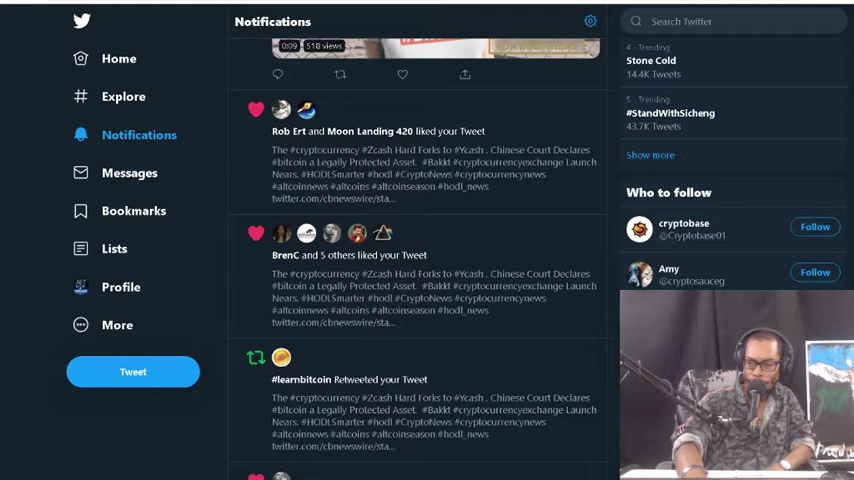 Notifications
Search Twitter
Home
Explore
Notifications
Messages
Bookmarks
Lists
Profile
More
Tweet
0:09 518 views
Rob Ert and Moon Landing 420 liked your Tweet
The #cryptocurrency #Zcash Hard Forks to #Ycash . Chinese Court Declares
#bitcoin a Legally Protected Asset. #Bakkt #cryptocurrencyexchange Launch
Nears. #HODLSmarter #hodl #CryptoNews #cryptocurrencynews
#altcoinnews #altcoins #altcoinseason #hodl_news
twitter.com/cbnewswire/sta...
BrenC and 5 others liked your Tweet
The #cryptocurrency #Zcash Hard Forks to #Ycash . Chinese Court Declares
#bitcoin a Legally Protected Asset. #Bakkt #cryptocurrencyexchange Launch
Nears. #HODLSmarter #hodl #CryptoNews #cryptocurrencynews
#altcoinnews #altcoins #altcoinseason #hodl_news
twitter.com/cbnewswire/sta...
#learnbitcoin Retweeted your Tweet
The #cryptocurrency #Zcash Hard Forks to #Ycash . Chinese Court Declares
#bitcoin a Legally Protected Asset. #Bakkt #cryptocurrencyexchange Launch
Nears. #HODLSmarter #hodl #CryptoNews #cryptocurrencynews
#altcoinnews #altcoins #altcoinseason #hodl_news
twitter.com/cbnewswire/sta...
4 · Trending
Stone Cold
14.4K Tweets
5 · Trending
#StandWithSicheng
43.7K Tweets
Show more
Who to follow
cryptobase
@Cryptobase01
Follow
Amy
@cryptosauceg
Follow